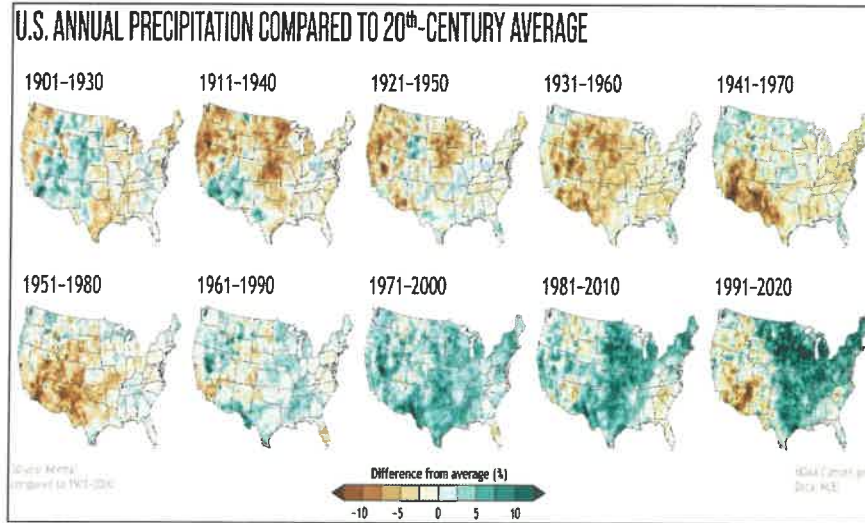 U.S. ANNUAL PRECIPITATION COMPARED TO 20th-CENTURY AVERAGE
1901–1930 1911–1940 1921–1950 1931–1960 1941–1970
1951–1980 1961–1990 1971–2000 1981–2010 1991–2020
Difference from average (%)
-10 -5 0 5 10